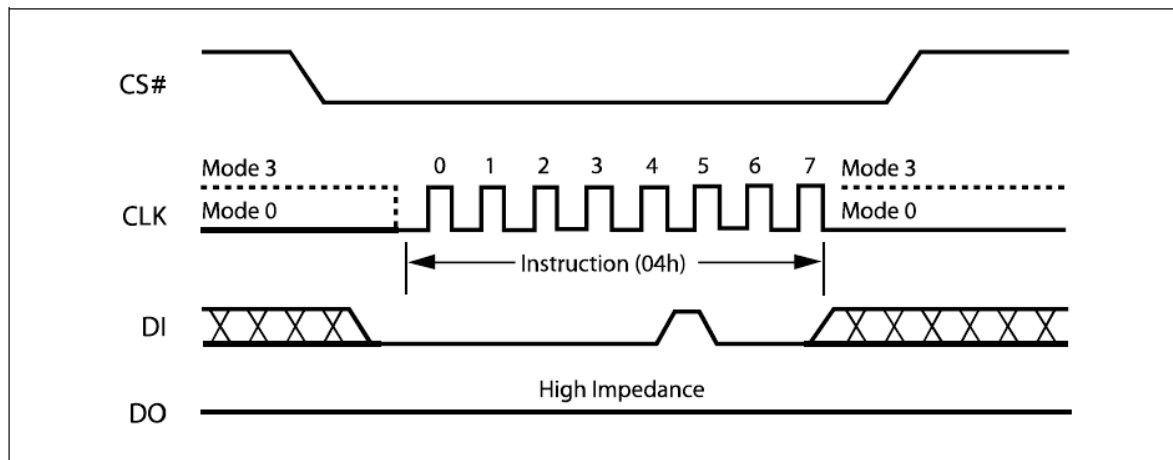 CS#
Mode 3
0 1 2 3 4 5 6 7
Mode 3
CLK
Mode 0
Mode 0
Instruction (04h)
DI
High Impedance
DO